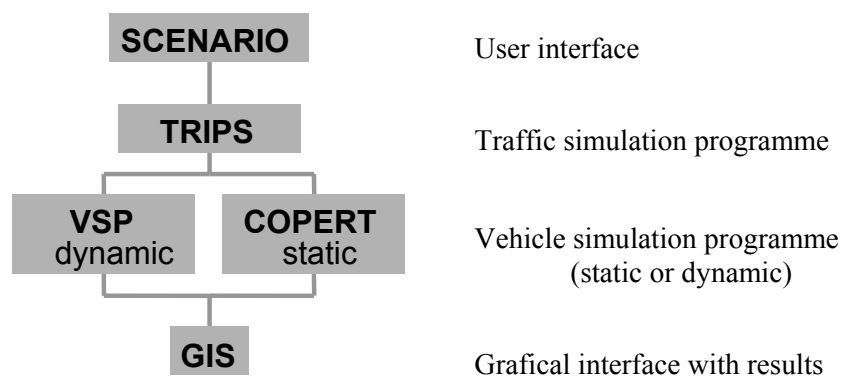 SCENARIO
User interface
TRIPS
Traffic simulation programme
VSP
dynamic
COPERT
static
Vehicle simulation programme
(static or dynamic)
GIS
Grafical interface with results